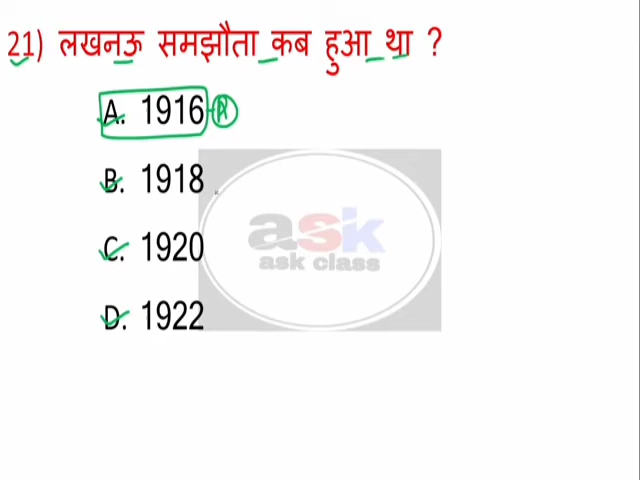 21) लखनऊ समझौता कब हुआ था ?
A. 1916 A
B. 1918
C. 1920
D. 1922
ask
ask class